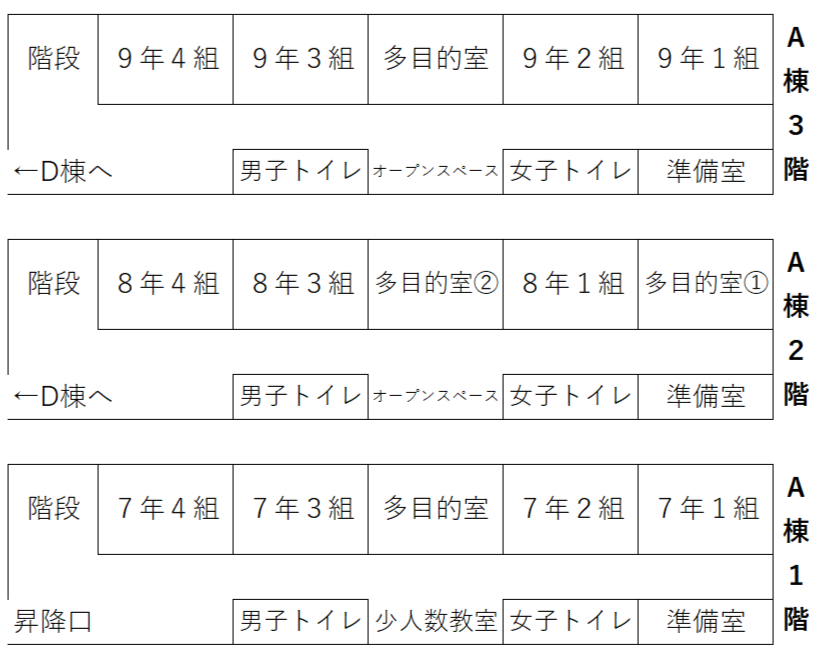 階段 ９年４組 ９年３組 多目的室 ９年２組 ９年１組
←D棟へ 男子トイレ オープンスペース 女子トイレ 準備室
A棟3階
階段 ８年４組 ８年３組 多目的室② ８年１組 多目的室①
←D棟へ 男子トイレ オープンスペース 女子トイレ 準備室
A棟2階
階段 ７年４組 ７年３組 多目的室 ７年２組 ７年１組
昇降口 男子トイレ 少人数教室 女子トイレ 準備室
A棟1階